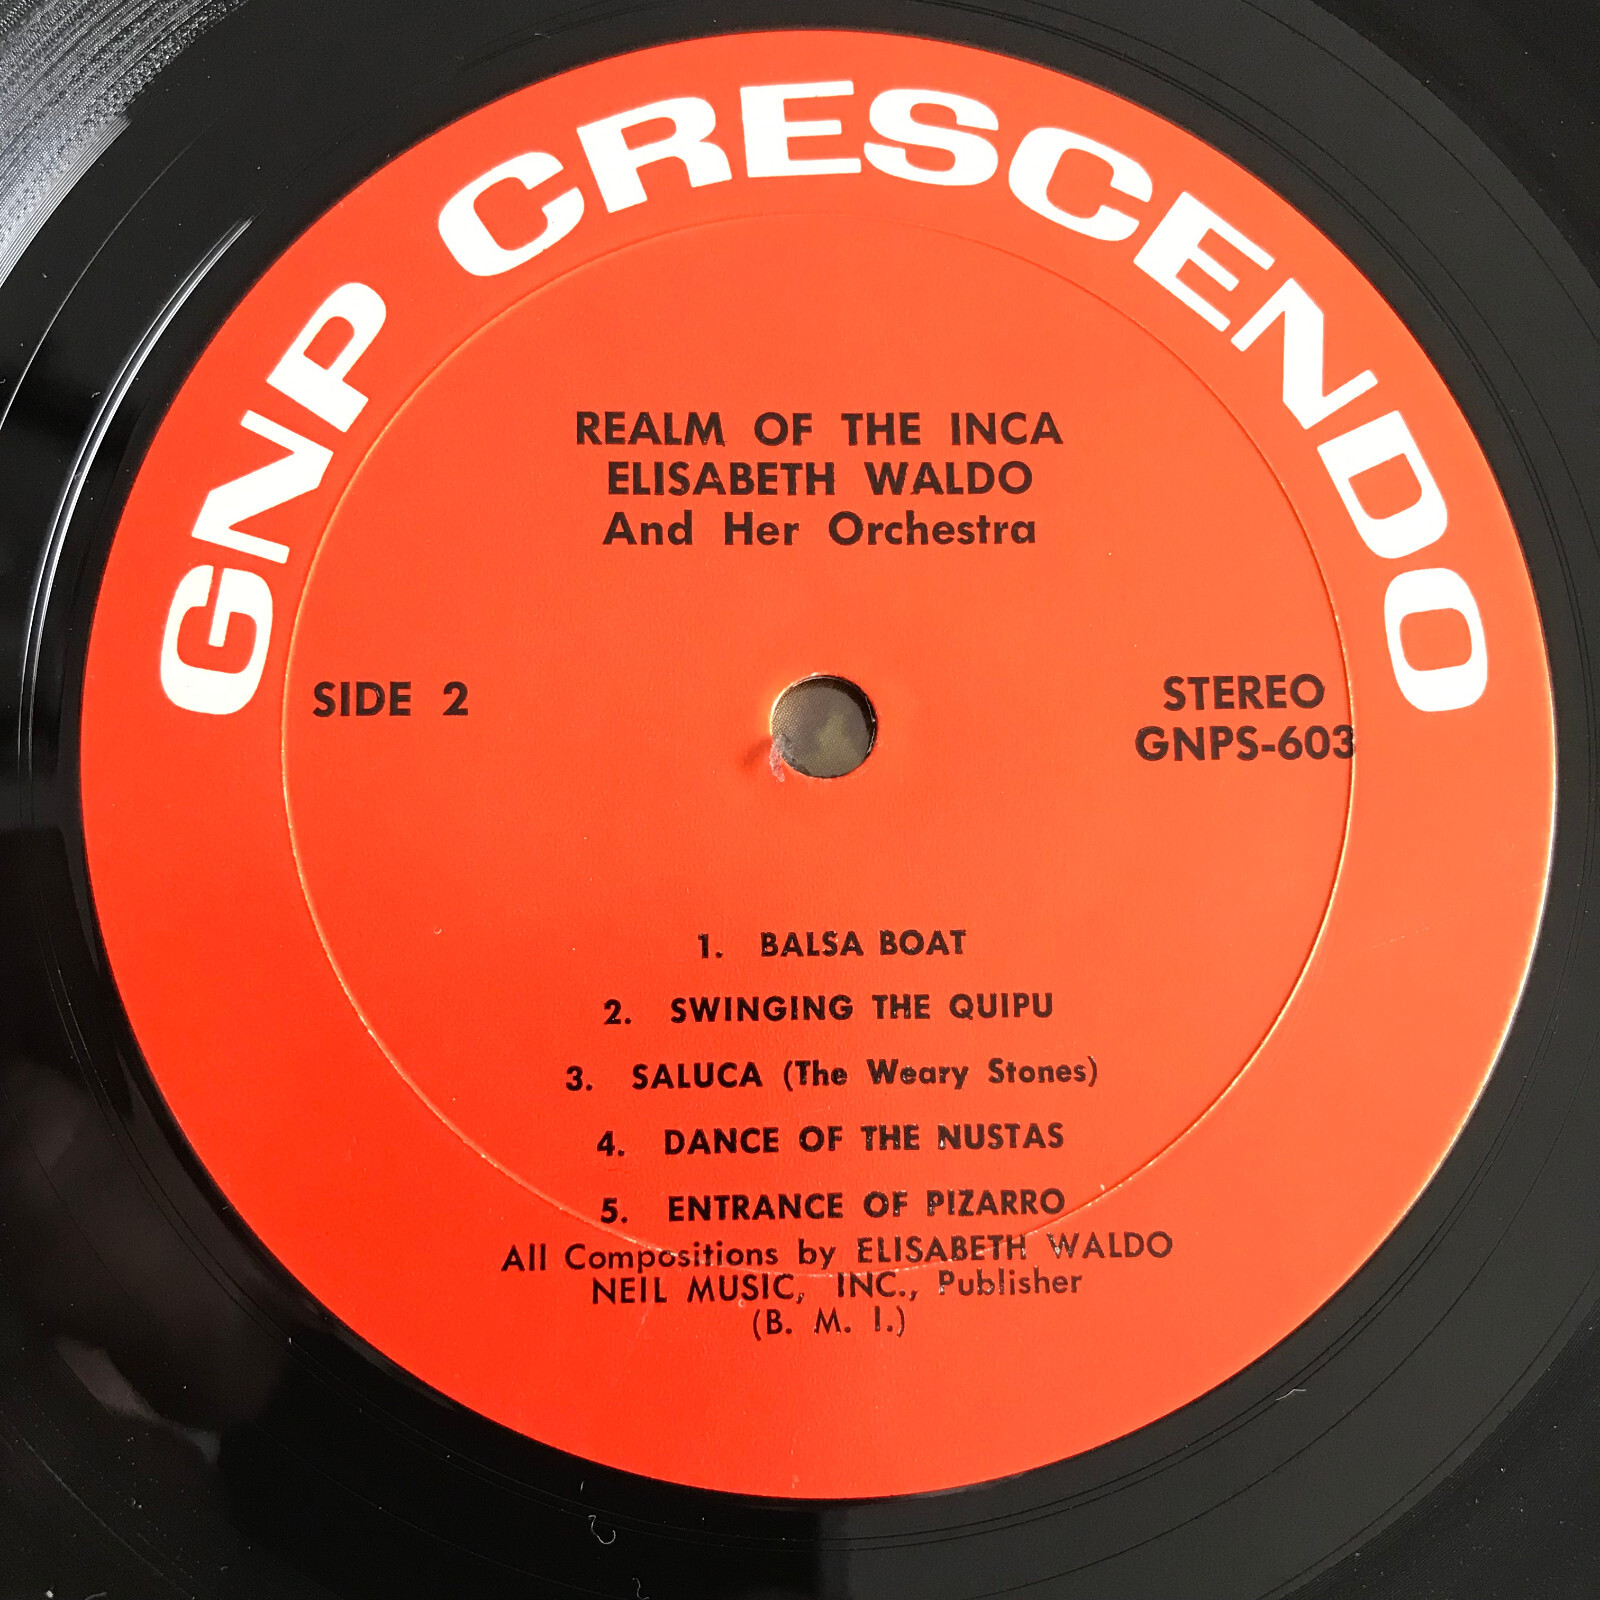 GNP CRESCENDO
REALM OF THE INCA
ELISABETH WALDO
And Her Orchestra
SIDE 2
STEREO
GNPS-603
1. BALSA BOAT
2. SWINGING THE QUIPU
3. SALUCA (The Weary Stones)
4. DANCE OF THE NUSTAS
5. ENTRANCE OF PIZARRO
All Compositions by ELISABETH WALDO
NEIL MUSIC, INC., Publisher
(B. M. I.)